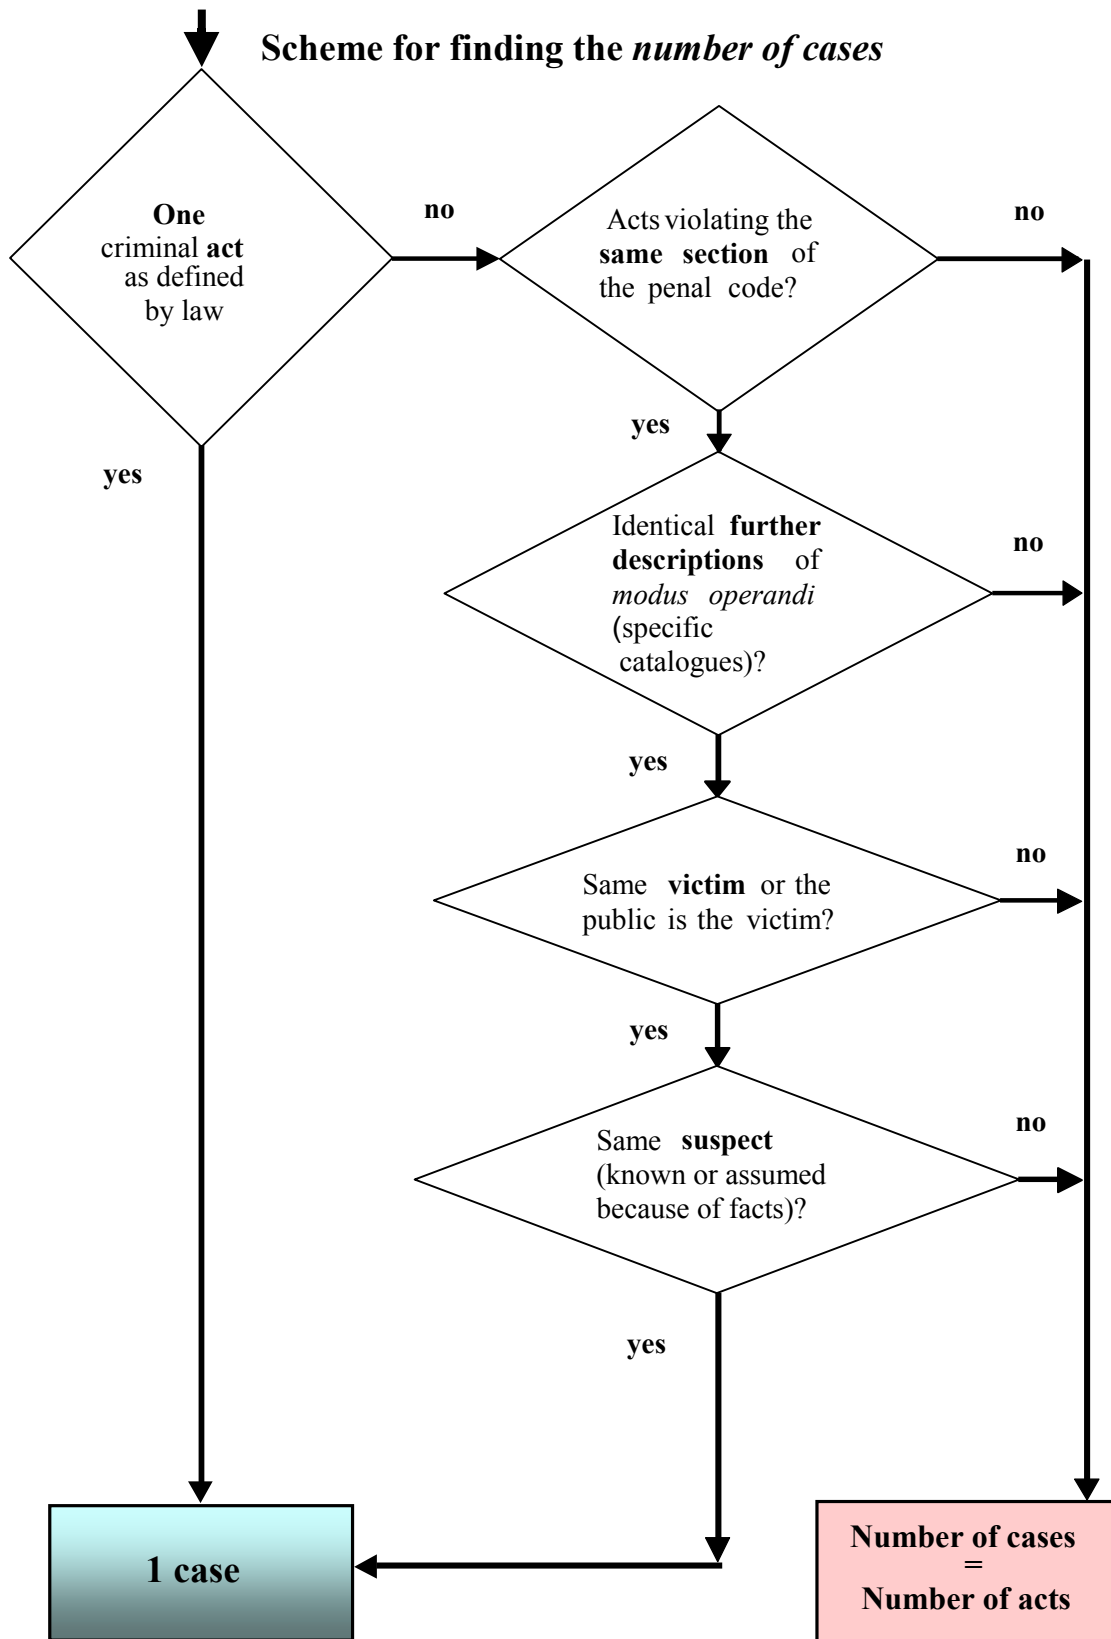 Scheme for finding the number of cases
One
criminal act
as defined
by law
no
Acts violating the
same section of
the penal code?
no
yes
yes
Identical further
descriptions of
modus operandi
(specific
catalogues)?
no
yes
Same victim or the
public is the victim?
no
yes
Same suspect
(known or assumed
because of facts)?
no
yes
1 case
Number of cases
=
Number of acts